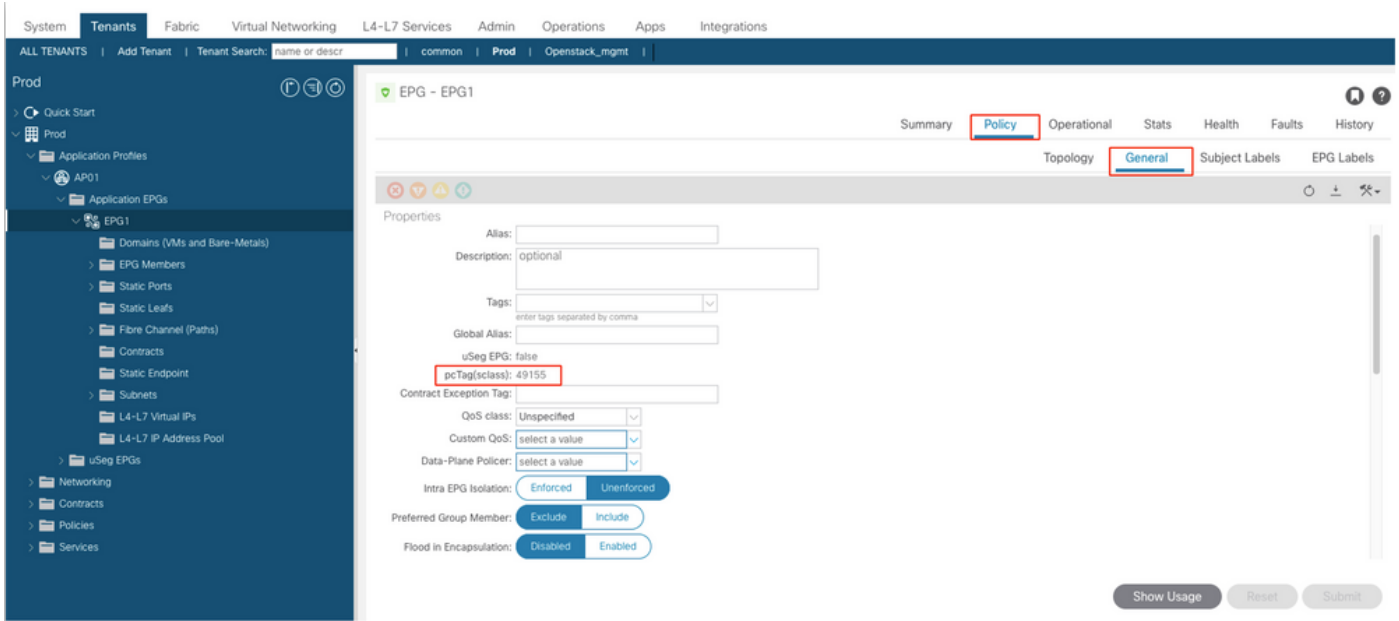 System Tenants Fabric Virtual Networking L4-L7 Services Admin Operations Apps Integrations
ALL TENANTS | Add Tenant | Tenant Search: name or descr | common | Prod | Openstack_mgmt |
Prod
Quick Start
Prod
Application Profiles
AP01
Application EPGs
EPG1
Domains (VMs and Bare-Metals)
EPG Members
Static Ports
Static Leafs
Fibre Channel (Paths)
Contracts
Static Endpoint
Subnets
L4-L7 Virtual IPs
L4-L7 IP Address Pool
uSeg EPGs
Networking
Contracts
Policies
Services
EPG - EPG1
Summary Policy Operational Stats Health Faults History
Topology General Subject Labels EPG Labels
Properties
Alias:
Description: optional
Tags:
enter tags separated by comma
Global Alias:
uSeg EPG: false
pcTag(sclass): 49155
Contract Exception Tag:
QoS class: Unspecified
Custom QoS: select a value
Data-Plane Policer: select a value
Intra EPG Isolation: Enforced Unenforced
Preferred Group Member: Exclude Include
Flood in Encapsulation: Disabled Enabled
Show Usage Reset Submit